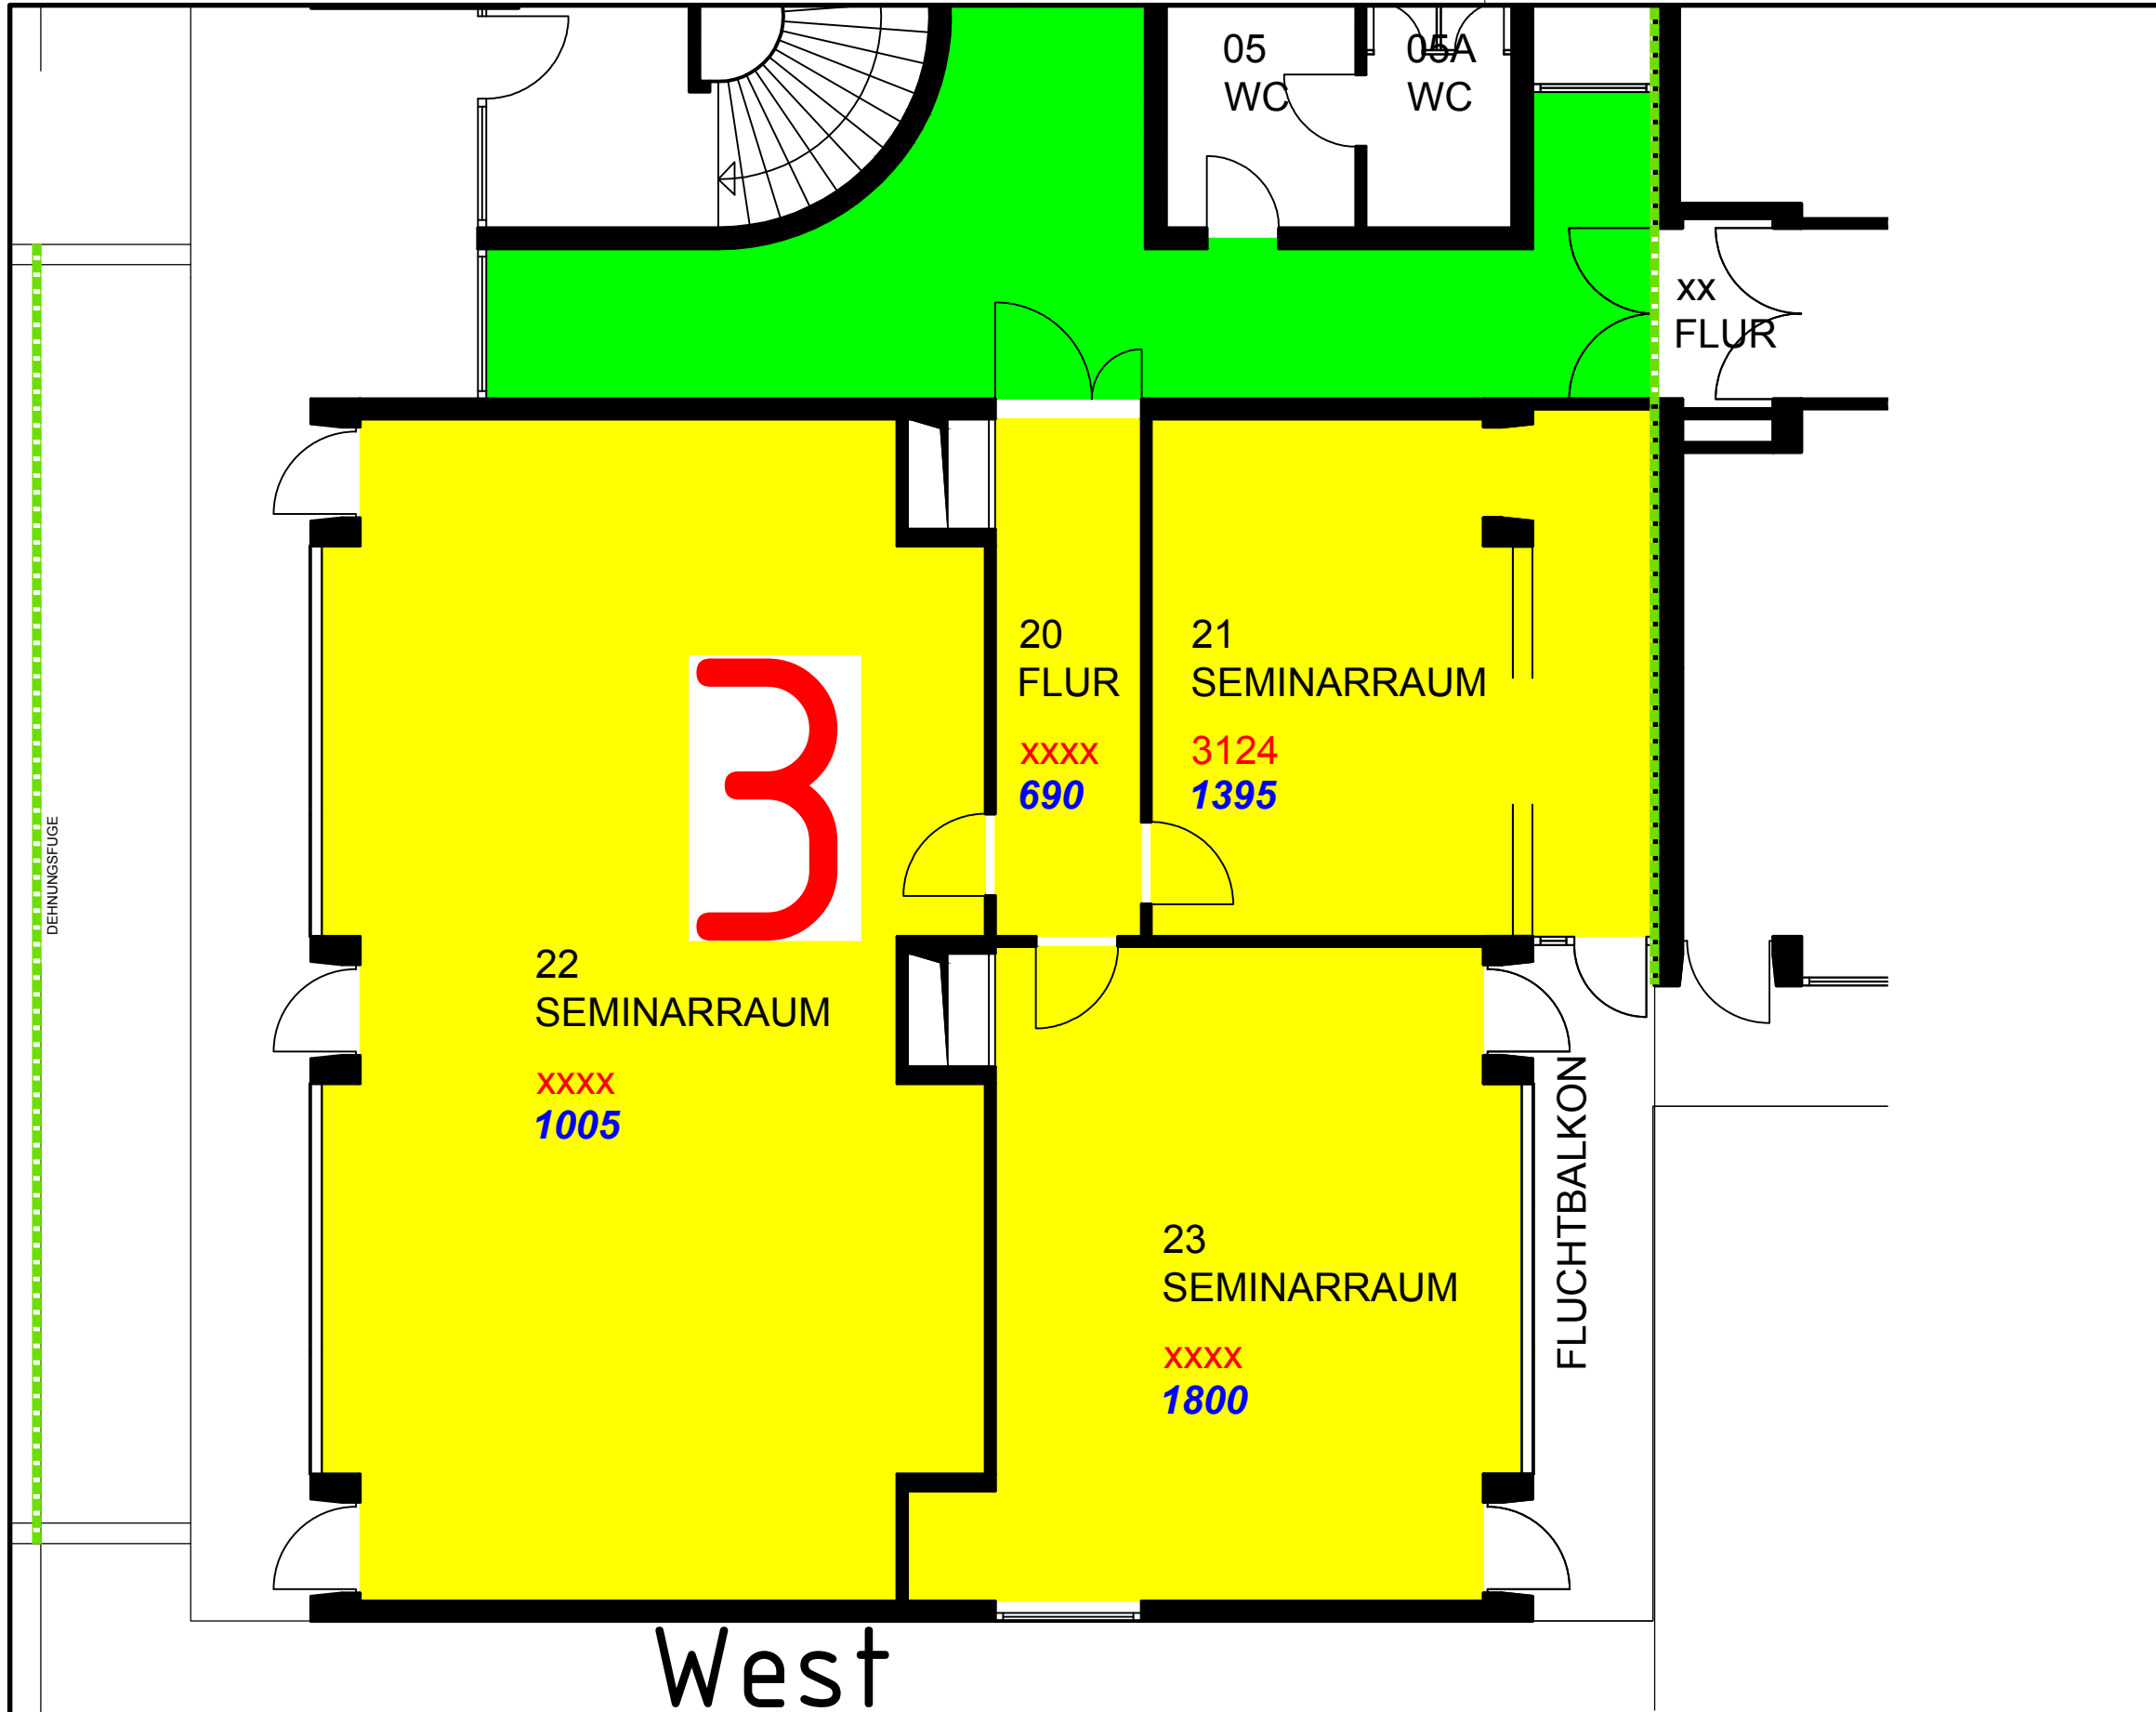 05
WC
05A
WC
xx
FLUR
20
FLUR
xxxx
690
21
SEMINARRAUM
3124
1395
3
DEHNUNGSFUGE
22
SEMINARRAUM
xxxx
1005
23
SEMINARRAUM
xxxx
1800
FLUCHTBALKON
West